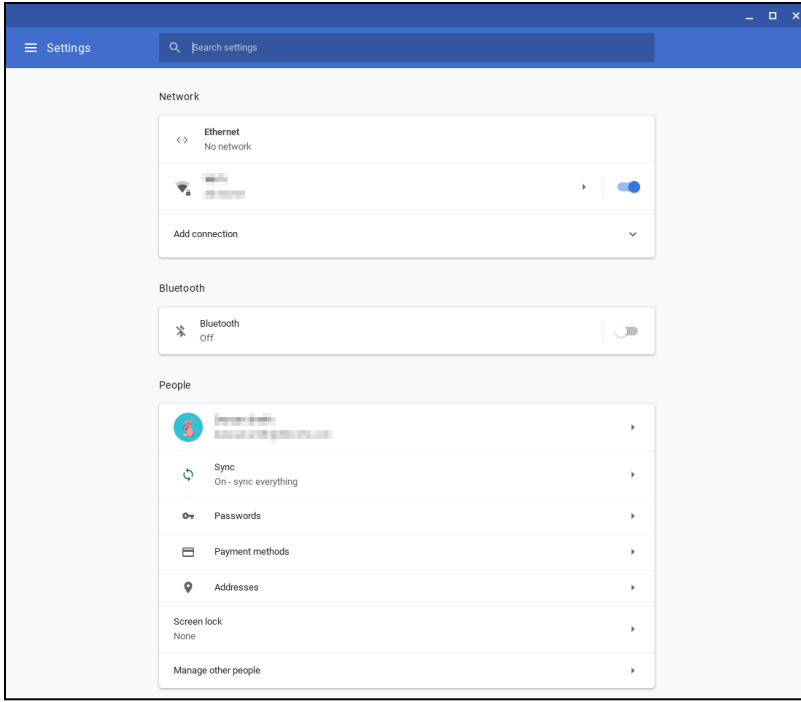 Settings
Search settings
Network
Ethernet
No network
Add connection
Bluetooth
Bluetooth
Off
People
Sync
On - sync everything
Passwords
Payment methods
Addresses
Screen lock
None
Manage other people